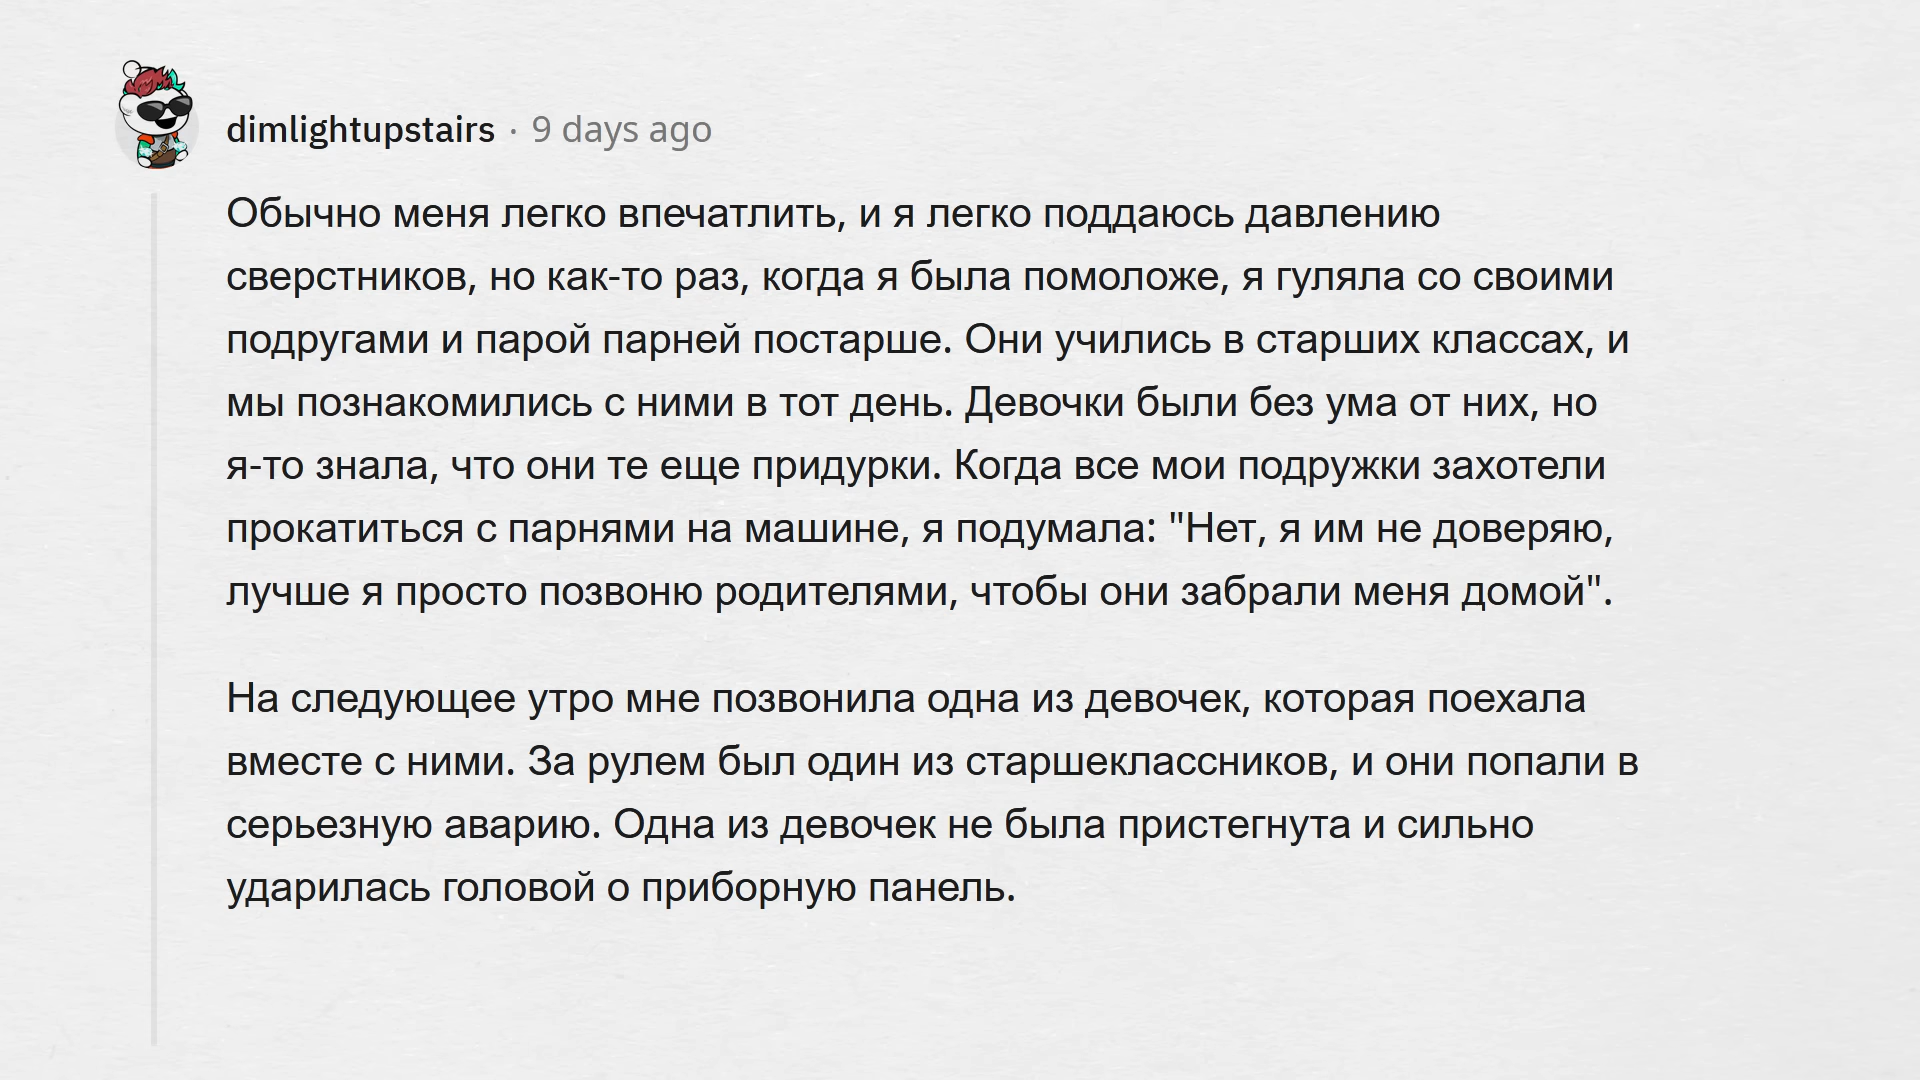 dimlightupstairs · 9 days ago
Обычно меня легко впечатлить, и я легко поддаюсь давлению
сверстников, но как-то раз, когда я была помоложе, я гуляла со своими
подругами и парой парней постарше. Они учились в старших классах, и
мы познакомились с ними в тот день. Девочки были без ума от них, но
я-то знала, что они те еще придурки. Когда все мои подружки захотели
прокатиться с парнями на машине, я подумала: "Нет, я им не доверяю,
лучше я просто позвоню родителями, чтобы они забрали меня домой".
На следующее утро мне позвонила одна из девочек, которая поехала
вместе с ними. За рулем был один из старшеклассников, и они попали в
серьезную аварию. Одна из девочек не была пристегнута и сильно
ударилась головой о приборную панель.